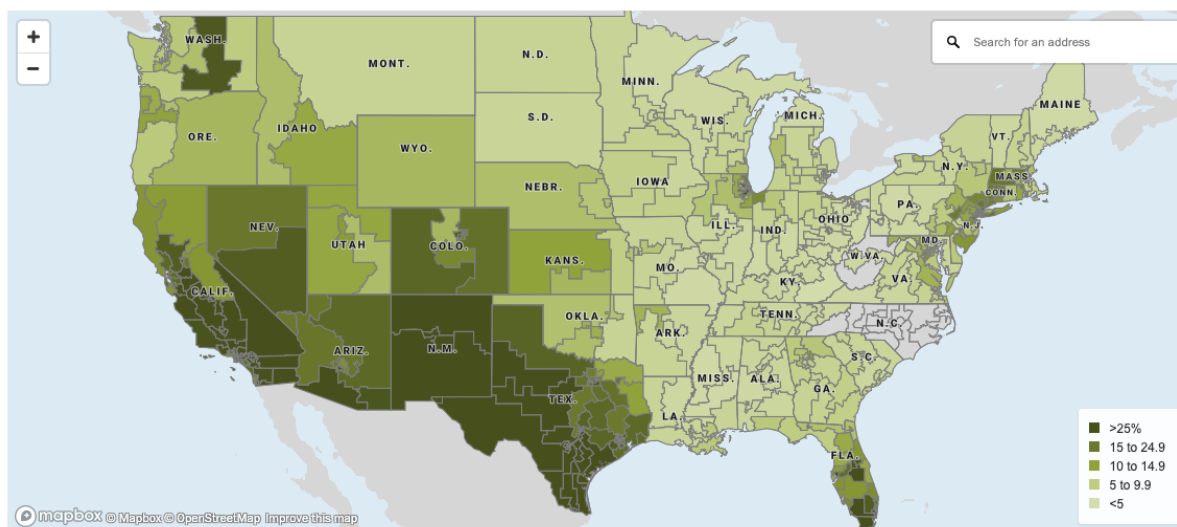 +
−
Search for an address
WASH.
MONT.
N.D.
MINN.
MAINE
ORE.
IDAHO
S.D.
WIS.
MICH.
VT.
WYO.
N.Y.
MASS.
IOWA
CONN.
NEBR.
PA.
NEV.
UTAH
COLO.
ILL.
IND.
OHIO
N.J.
MD.
KANS.
MO.
W.VA.
VA.
CALIF.
KY.
ARIZ.
N.M.
OKLA.
ARK.
TENN.
N.C.
S.C.
TEX.
MISS.
ALA.
GA.
LA.
FLA.
>25%
15 to 24.9
10 to 14.9
5 to 9.9
<5
mapbox © Mapbox © OpenStreetMap Improve this map